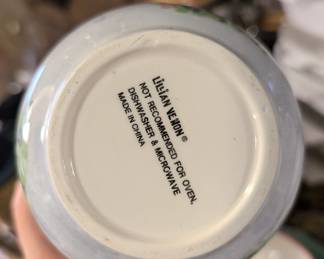 LILLIAN VERNON®
NOT RECOMMENDED FOR OVEN,
DISHWASHER & MICROWAVE
MADE IN CHINA